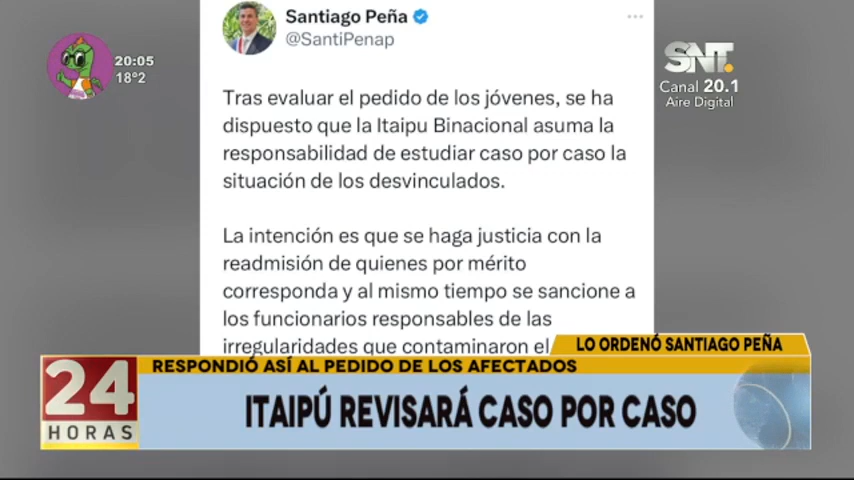 Santiago Peña
@SantiPenap
20:05
18º2
SNT.
Canal 20.1
Aire Digital
Tras evaluar el pedido de los jóvenes, se ha
dispuesto que la Itaipu Binacional asuma la
responsabilidad de estudiar caso por caso la
situación de los desvinculados.
La intención es que se haga justicia con la
readmisión de quienes por mérito
corresponda y al mismo tiempo se sancione a
los funcionarios responsables de las
irregularidades que contaminaron el
LO ORDENÓ SANTIAGO PEÑA
RESPONDIÓ ASÍ AL PEDIDO DE LOS AFECTADOS
24
HORAS
ITAIPÚ REVISARÁ CASO POR CASO